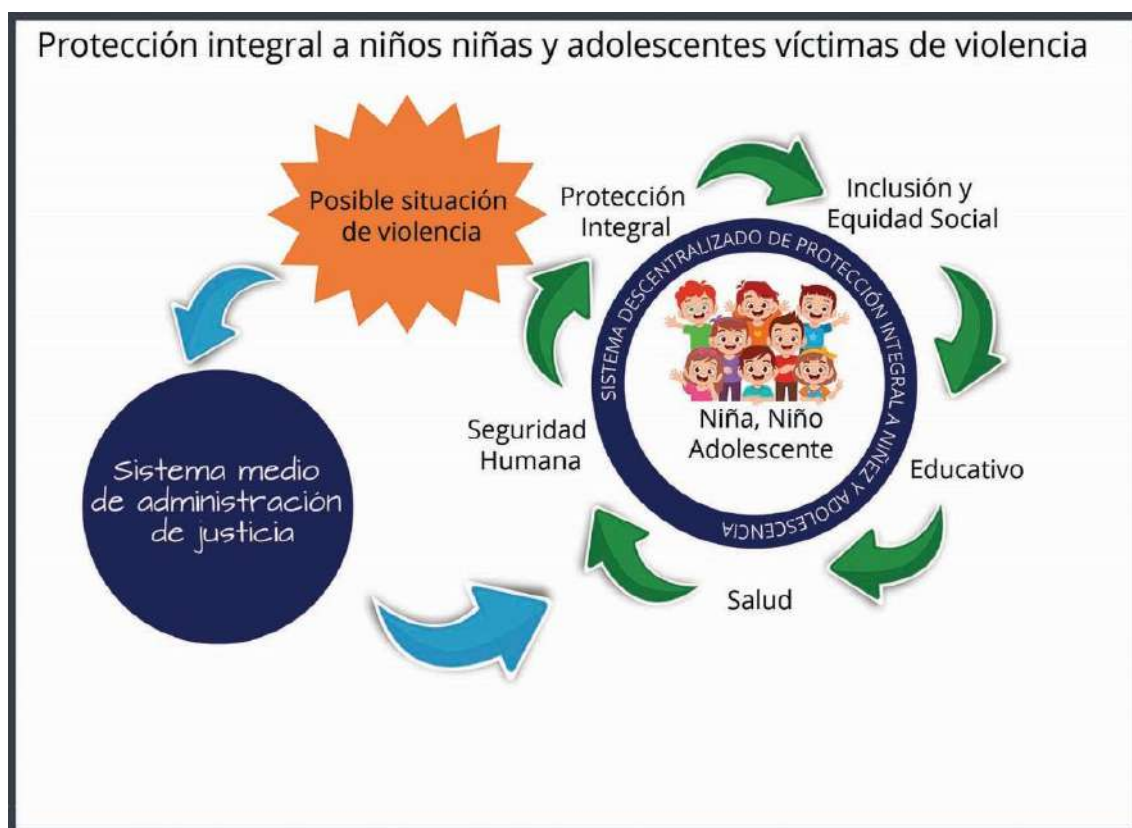 Protección integral a niños niñas y adolescentes víctimas de violencia
Posible situación
de violencia
Protección
Integral
Inclusión y
Equidad Social
SISTEMA DESCENTRALIZADO DE PROTECCIÓN INTEGRAL A NIÑEZ Y ADOLESCENCIA
Niña, Niño
Adolescente
Seguridad
Humana
Educativo
Salud
Sistema medio
de administración
de justicia